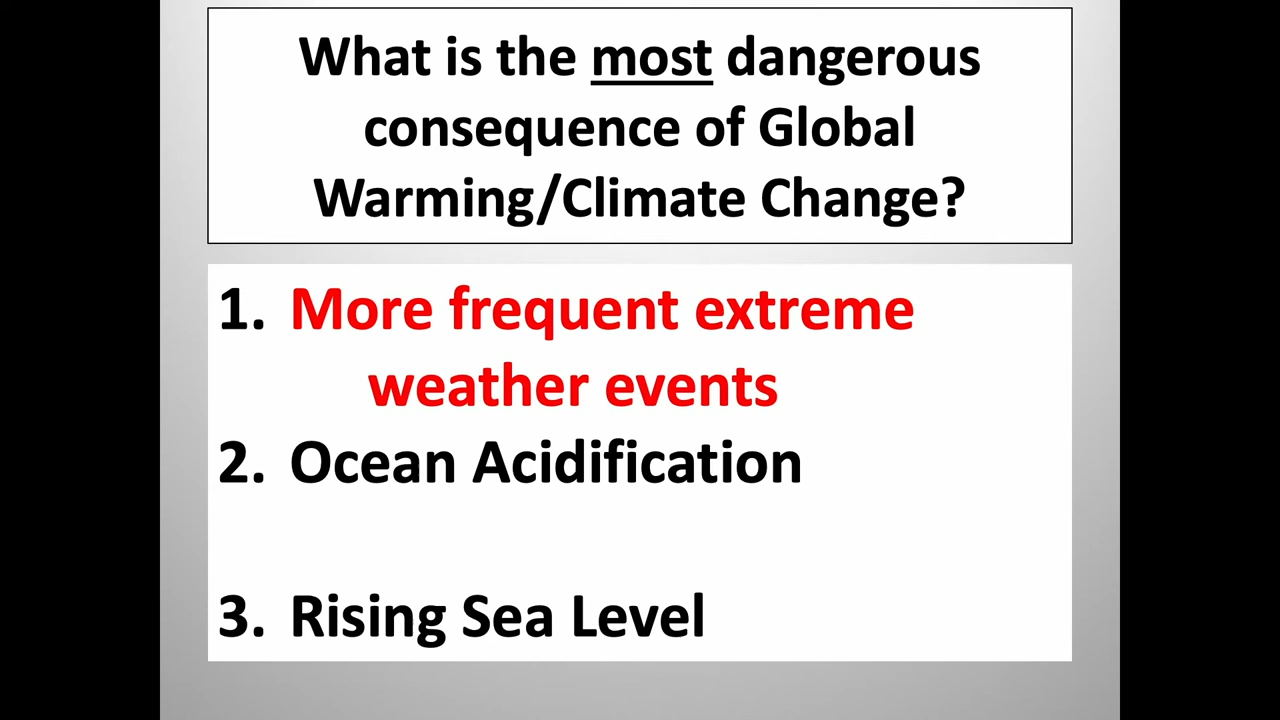 What is the most dangerous
consequence of Global
Warming/Climate Change?
1. More frequent extreme
weather events
2. Ocean Acidification
3. Rising Sea Level